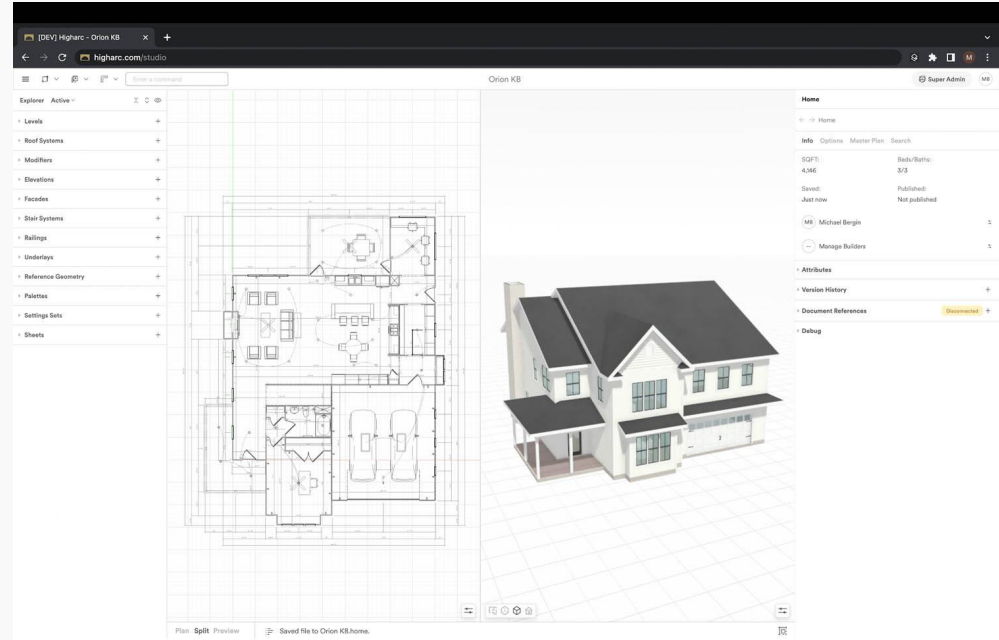 [DEV] Higharc - Orion KB
higharc.com/studio
M
Enter a command
Orion KB
Super Admin
MB
Explorer Active
Levels
Roof Systems
Modifiers
Elevations
Facades
Stair Systems
Railings
Underlays
Reference Geometry
Palettes
Settings Sets
Sheets
Home
Home
Info Options Master Plan Search
SQFT: Beds/Baths:
4,146 3/3
Saved: Published:
Just now Not published
MB Michael Bergin
Manage Builders
Attributes
Version History
Document References Disconnected
Debug
Plan Split Preview
Saved file to Orion KB.home.